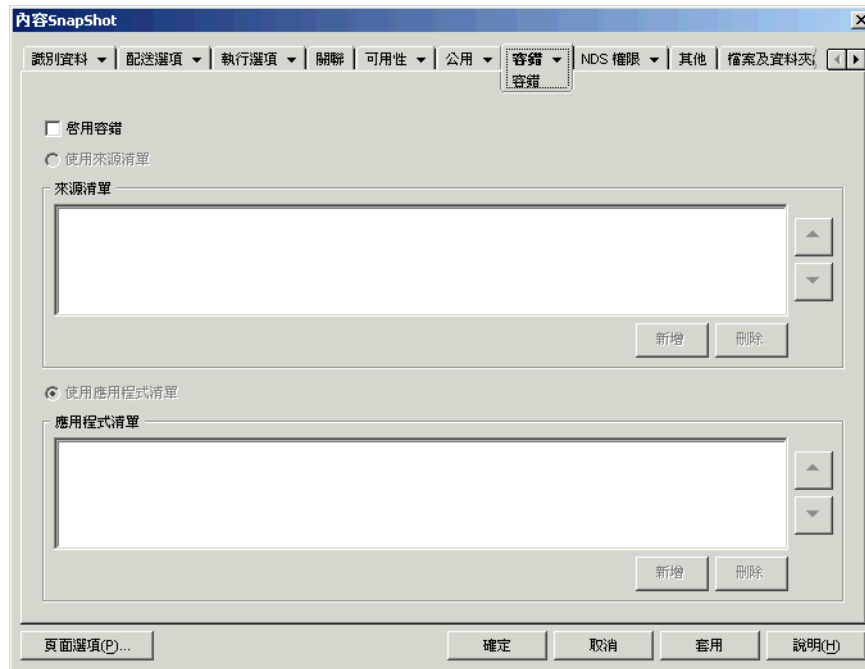 內容SnapShot
識別資料 配送選項 執行選項 關聯 可用性 公用 容錯 NDS 權限 其他 檔案及資料夾
容錯
啓用容錯
使用來源清單
來源清單
新增 刪除
使用應用程式清單
應用程式清單
新增 刪除
頁面選項(P)... 確定 取消 套用 說明(H)